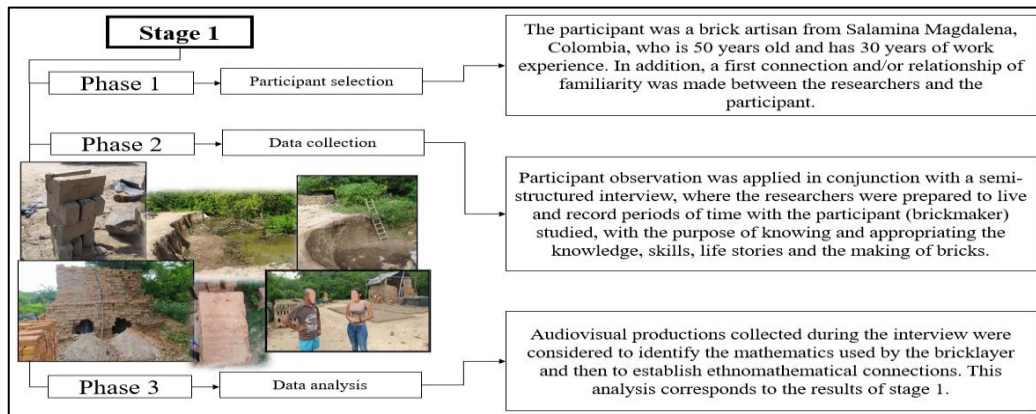 Stage 1
Phase 1
Participant selection
The participant was a brick artisan from Salamina Magdalena,
Colombia, who is 50 years old and has 30 years of work
experience. In addition, a first connection and/or relationship of
familiarity was made between the researchers and the
participant.
Phase 2
Data collection
Participant observation was applied in conjunction with a semi-
structured interview, where the researchers were prepared to live
and record periods of time with the participant (brickmaker)
studied, with the purpose of knowing and appropriating the
knowledge, skills, life stories and the making of bricks.
Phase 3
Data analysis
Audiovisual productions collected during the interview were
considered to identify the mathematics used by the bricklayer
and then to establish ethnomathematical connections. This
analysis corresponds to the results of stage 1.